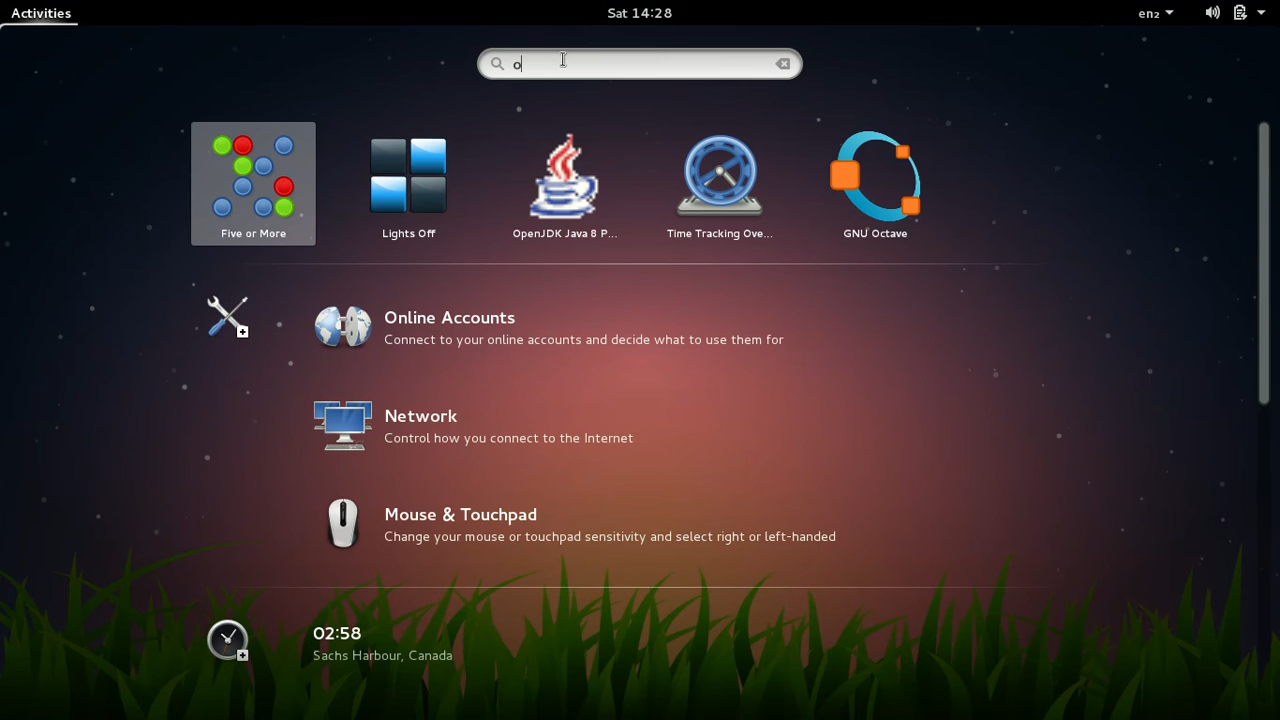 Activities
Sat 14:28
en₂
o
Five or More
Lights Off
OpenJDK Java 8 P...
Time Tracking Ove...
GNU Octave
Online Accounts
Connect to your online accounts and decide what to use them for
Network
Control how you connect to the Internet
Mouse & Touchpad
Change your mouse or touchpad sensitivity and select right or left-handed
02:58
Sachs Harbour, Canada